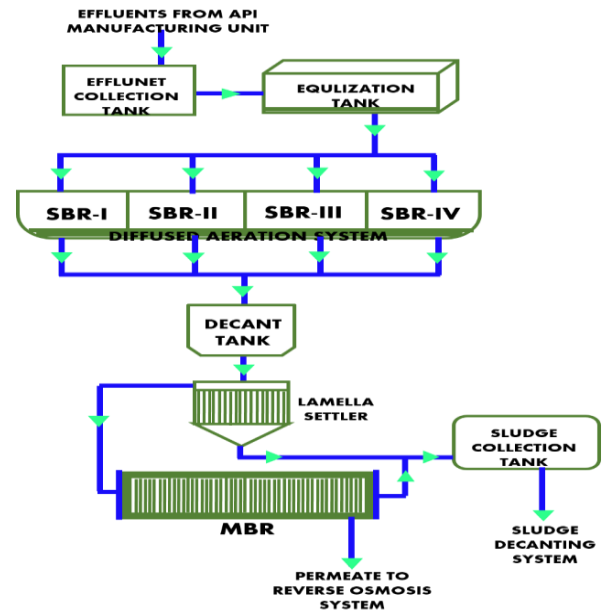 EFFLUENTS FROM API
MANUFACTURING UNIT
EFFLUNET
COLLECTION
TANK
EQULIZATION
TANK
SBR-I
SBR-II
SBR-III
SBR-IV
DIFFUSED AERATION SYSTEM
DECANT
TANK
LAMELLA
SETTLER
SLUDGE
COLLECTION
TANK
MBR
SLUDGE
DECANTING
SYSTEM
PERMEATE TO
REVERSE OSMOSIS
SYSTEM